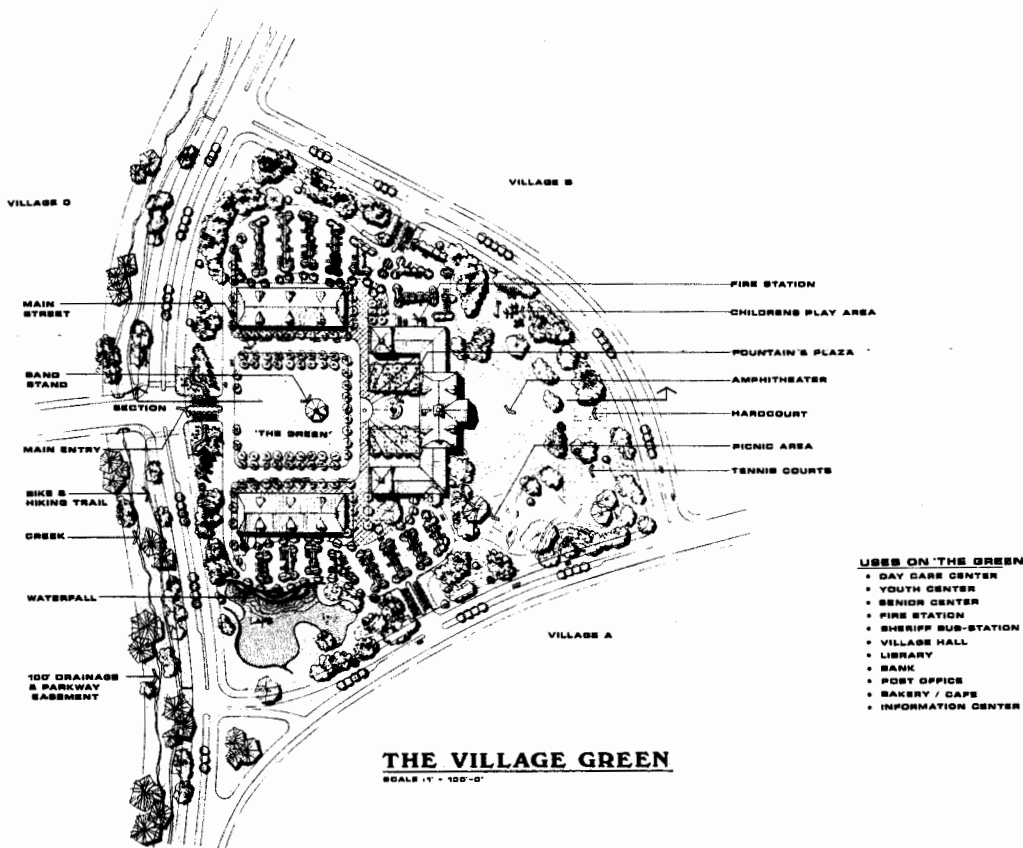 VILLAGE B
VILLAGE D
MAIN
STREET
BAND
STAND
SECTION
MAIN ENTRY
BIKE &
HIKING TRAIL
CREEK
WATERFALL
100' DRAINAGE
& PARKWAY
EASEMENT
'THE GREEN'
LAKE
FIRE STATION
CHILDRENS PLAY AREA
FOUNTAIN & PLAZA
AMPHITHEATER
HARDCOURT
PICNIC AREA
TENNIS COURTS
VILLAGE A
USES ON 'THE GREEN
• DAY CARE CENTER
• YOUTH CENTER
• SENIOR CENTER
• FIRE STATION
• SHERIFF SUB-STATION
• VILLAGE HALL
• LIBRARY
• BANK
• POST OFFICE
• BAKERY / CAFE
• INFORMATION CENTER
THE VILLAGE GREEN
SCALE : 1" = 100'-0"